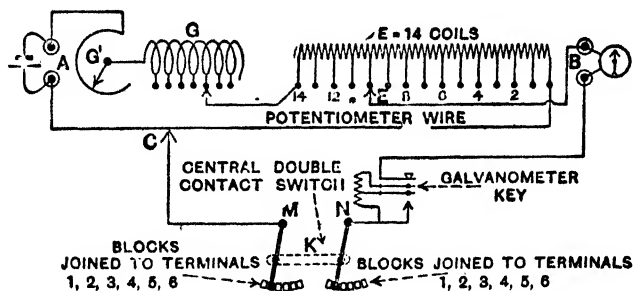 E = 14 COILS
G
G'
A
B
14 12 E 8 6 4 2
POTENTIOMETER WIRE
C
CENTRAL DOUBLE
CONTACT SWITCH
GALVANOMETER
KEY
M
N
K
BLOCKS
JOINED TO TERMINALS
1, 2, 3, 4, 5, 6
BLOCKS
JOINED TO TERMINALS
1, 2, 3, 4, 5, 6